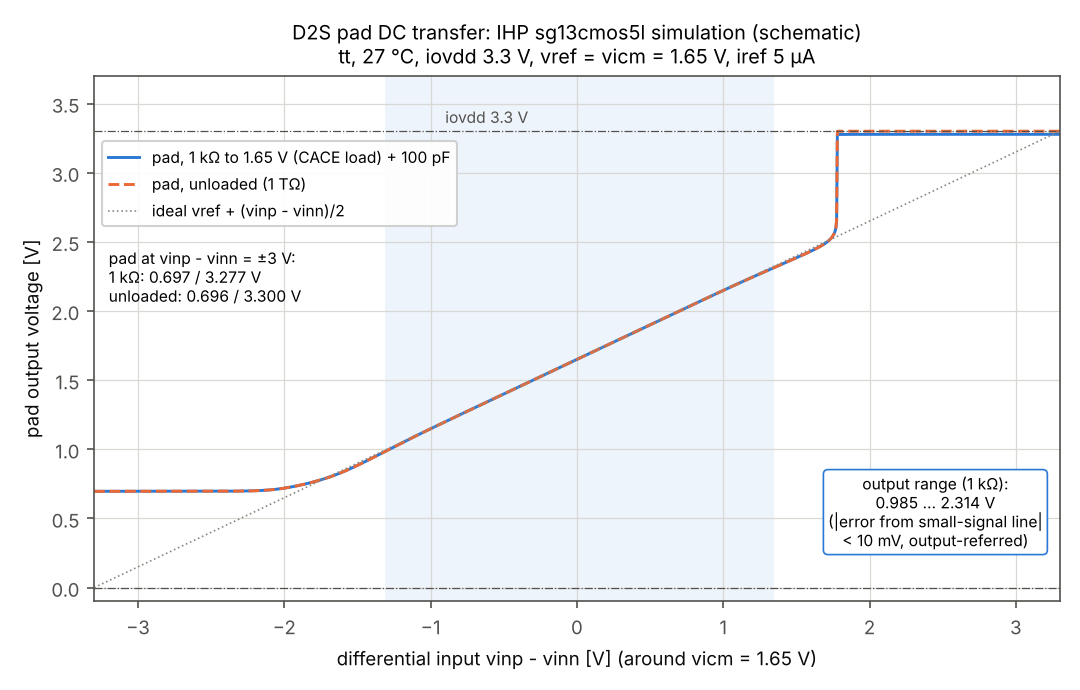 D2S pad DC transfer: IHP sg13cmos5l simulation (schematic)
tt, 27 °C, iovdd 3.3 V, vref = vicm = 1.65 V, iref 5 µA
iovdd 3.3 V
pad, 1 kΩ to 1.65 V (CACE load) + 100 pF
pad, unloaded (1 TΩ)
ideal vref + (vinp - vinn)/2
pad at vinp - vinn = ±3 V:
1 kΩ: 0.697 / 3.277 V
unloaded: 0.696 / 3.300 V
output range (1 kΩ):
0.985 ... 2.314 V
(|error from small-signal line|
< 10 mV, output-referred)
pad output voltage [V]
3.5
3.0
2.5
2.0
1.5
1.0
0.5
0.0
−3
−2
−1
0
1
2
3
differential input vinp - vinn [V] (around vicm = 1.65 V)